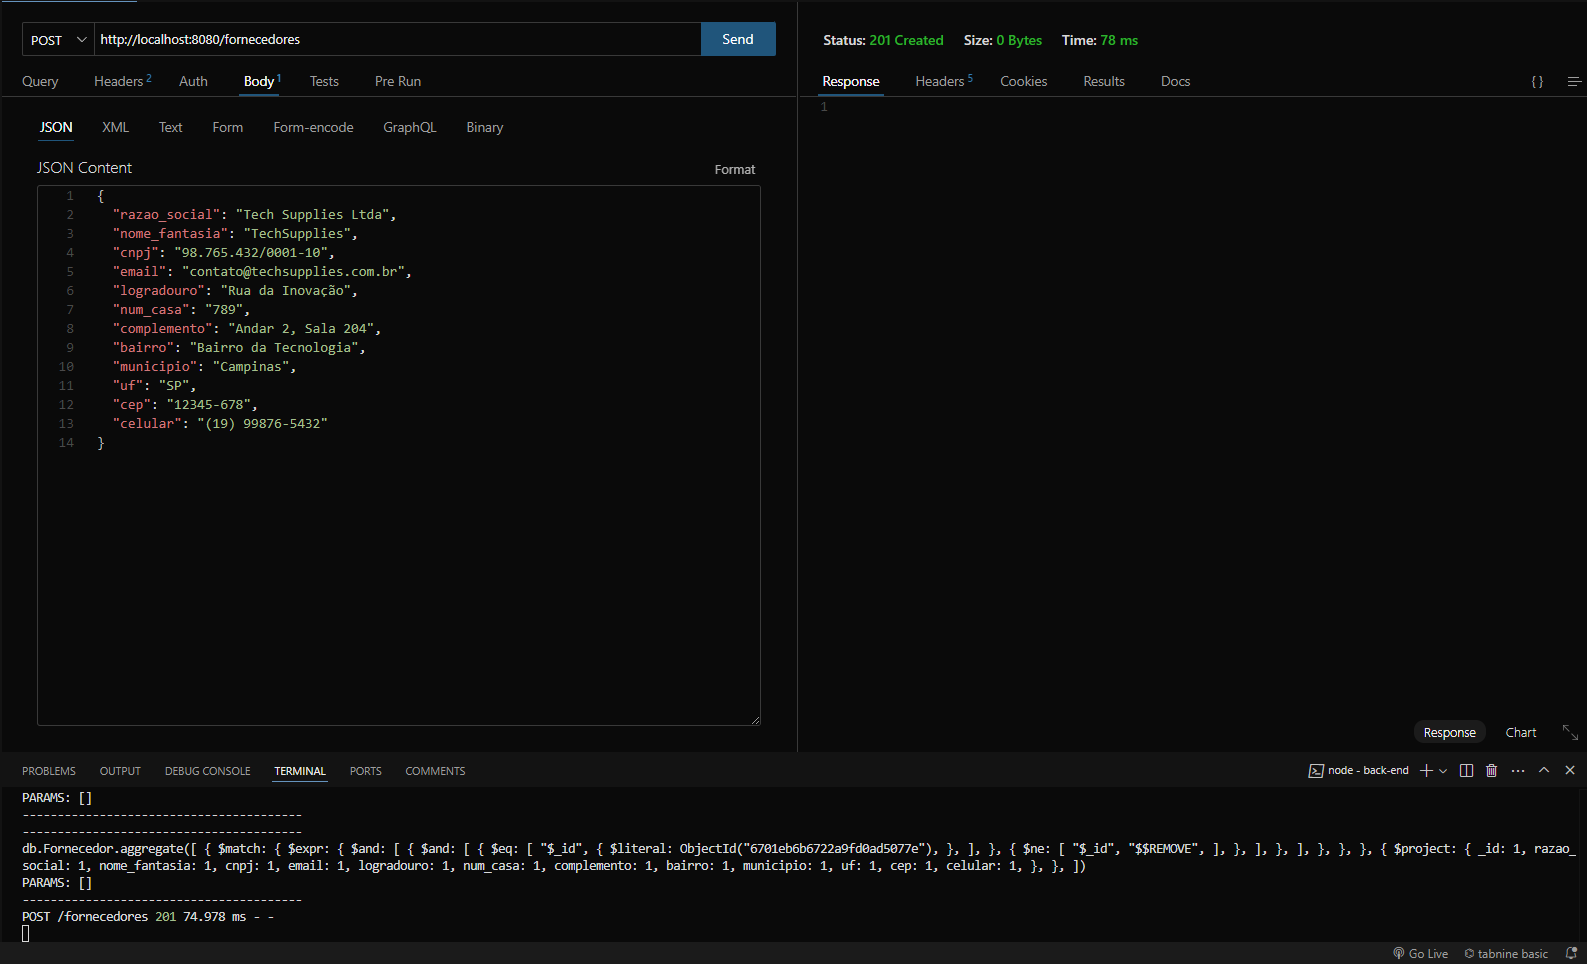 POST http://localhost:8080/fornecedores Send
Query Headers 2 Auth Body 1 Tests Pre Run
JSON XML Text Form Form-encode GraphQL Binary
JSON Content Format
1 {
2 "razao_social": "Tech Supplies Ltda",
3 "nome_fantasia": "TechSupplies",
4 "cnpj": "98.765.432/0001-10",
5 "email": "contato@techsupplies.com.br",
6 "logradouro": "Rua da Inovação",
7 "num_casa": "789",
8 "complemento": "Andar 2, Sala 204",
9 "bairro": "Bairro da Tecnologia",
10 "municipio": "Campinas",
11 "uf": "SP",
12 "cep": "12345-678",
13 "celular": "(19) 99876-5432"
14 }
Status: 201 Created Size: 0 Bytes Time: 78 ms
Response Headers 5 Cookies Results Docs { }
1
Response Chart
PROBLEMS OUTPUT DEBUG CONSOLE TERMINAL PORTS COMMENTS node - back-end
PARAMS: []
----------------------------------------
----------------------------------------
db.Fornecedor.aggregate([ { $match: { $expr: { $and: [ { $and: [ { $eq: [ "$_id", { $literal: ObjectId("6701eb6b6722a9fd0ad5077e"), }, ], }, { $ne: [ "$_id", "$$REMOVE", ], }, ], }, ], }, }, }, { $project: { _id: 1, razao_
social: 1, nome_fantasia: 1, cnpj: 1, email: 1, logradouro: 1, num_casa: 1, complemento: 1, bairro: 1, municipio: 1, uf: 1, cep: 1, celular: 1, }, }, ])
PARAMS: []
----------------------------------------
POST /fornecedores 201 74.978 ms - -
Go Live tabnine basic